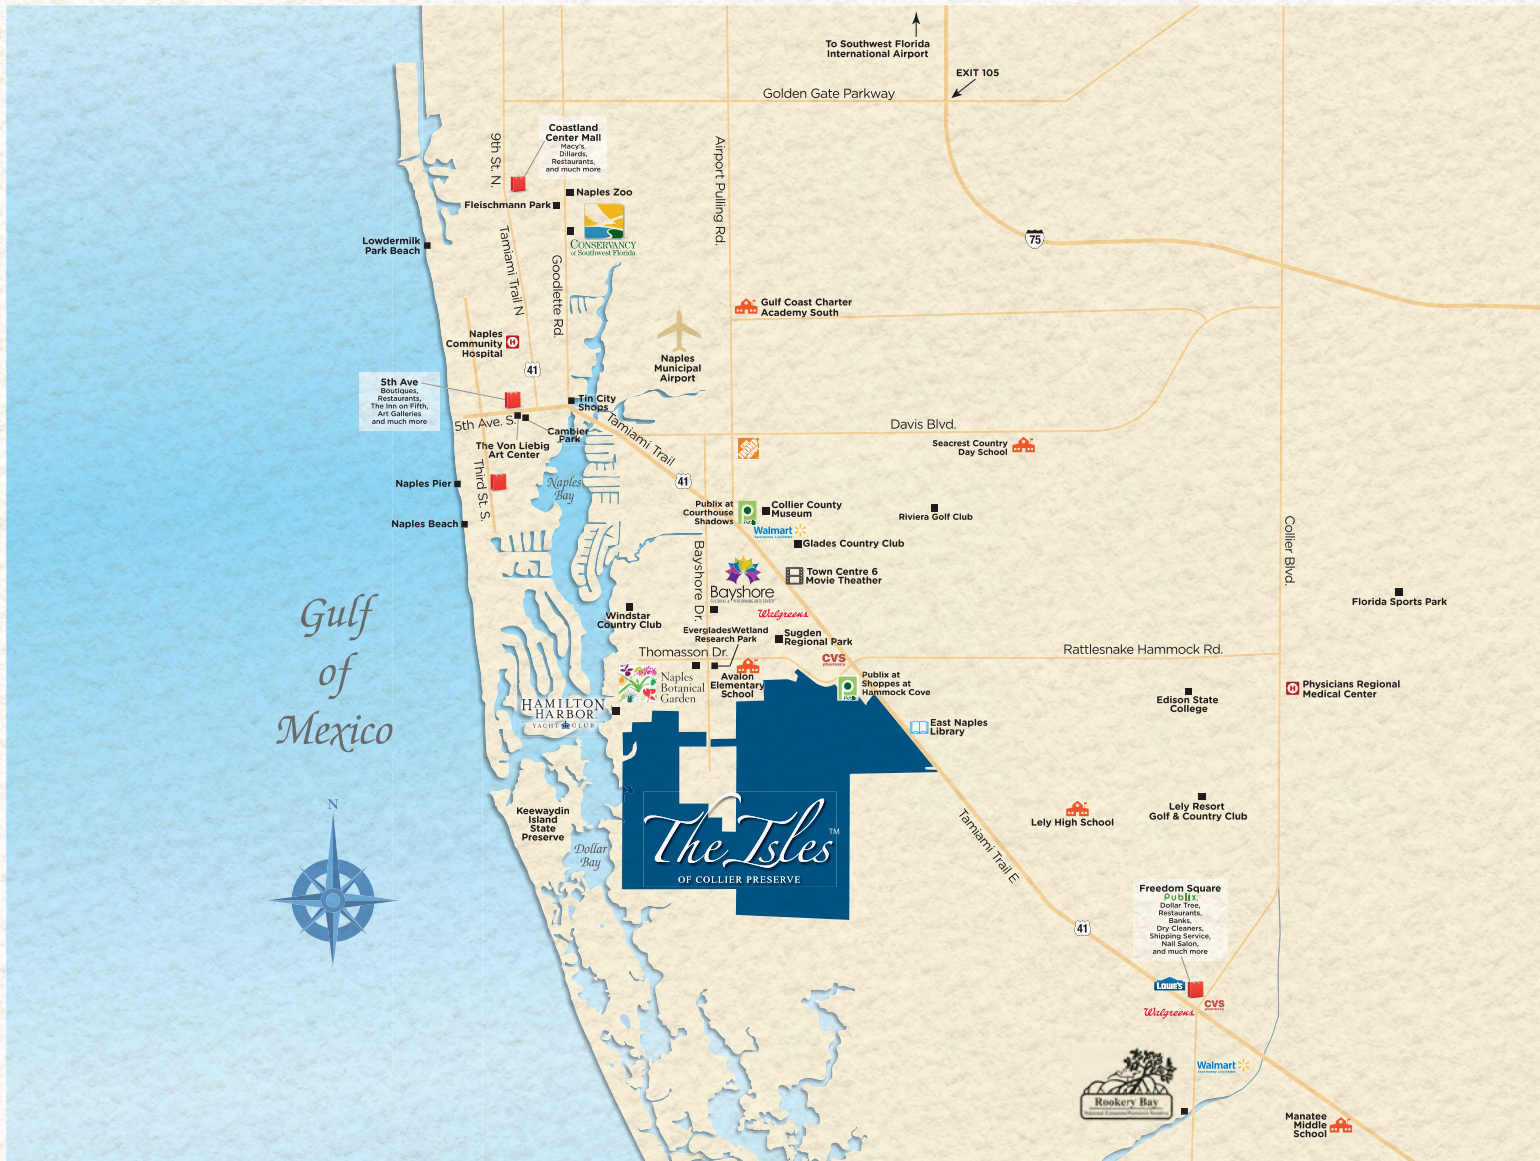 To Southwest Florida
International Airport
EXIT 105
Golden Gate Parkway
Coastland
Center Mall
Macy's,
Dillards,
Restaurants,
and much more
9th St. N.
Airport Pulling Rd.
Naples Zoo
Fleischmann Park
CONSERVANCY
of Southwest Florida
Lowdermilk
Park Beach
75
Tamiami Trail N
Goodlette Rd.
Gulf Coast Charter
Academy South
Naples
Community
Hospital
H
41
Naples
Municipal
Airport
5th Ave
Boutiques,
Restaurants,
The Inn on Fifth,
Art Galleries
and much more
Tin City
Shops
5th Ave. S.
Cambier
Park
Tamiami Trail
Davis Blvd.
The Von Liebig
Art Center
Seacrest Country
Day School
Third St. S.
Naples Pier
Naples
Bay
41
Naples Beach
Publix at
Courthouse
Shadows
Collier County
Museum
Walmart
Riviera Golf Club
Glades Country Club
Collier Blvd.
Bayshore Dr.
Bayshore
Town Centre 6
Movie Theather
Walgreens
Florida Sports Park
Windstar
Country Club
EvergladesWetland
Research Park
Sugden
Regional Park
Gulf
of
Mexico
Thomasson Dr.
CVS
pharmacy
Rattlesnake Hammock Rd.
Naples
Botanical
Garden
Avalon
Elementary
School
Publix at
Shoppes at
Hammock Cove
H
Physicians Regional
Medical Center
Edison State
College
HAMILTON
HARBOR
YACHT CLUB
East Naples
Library
Keewaydin
Island
State
Preserve
Dollar
Bay
The Isles™
OF COLLIER PRESERVE
N
Tamiami Trail E
Lely High School
Lely Resort
Golf & Country Club
Freedom Square
Publix
Dollar Tree,
Restaurants,
Banks,
Dry Cleaners,
Shipping Service,
Nail Salon,
and much more
41
LOWE'S
Walgreens
CVS
pharmacy
Walmart
Rookery Bay
Manatee
Middle
School